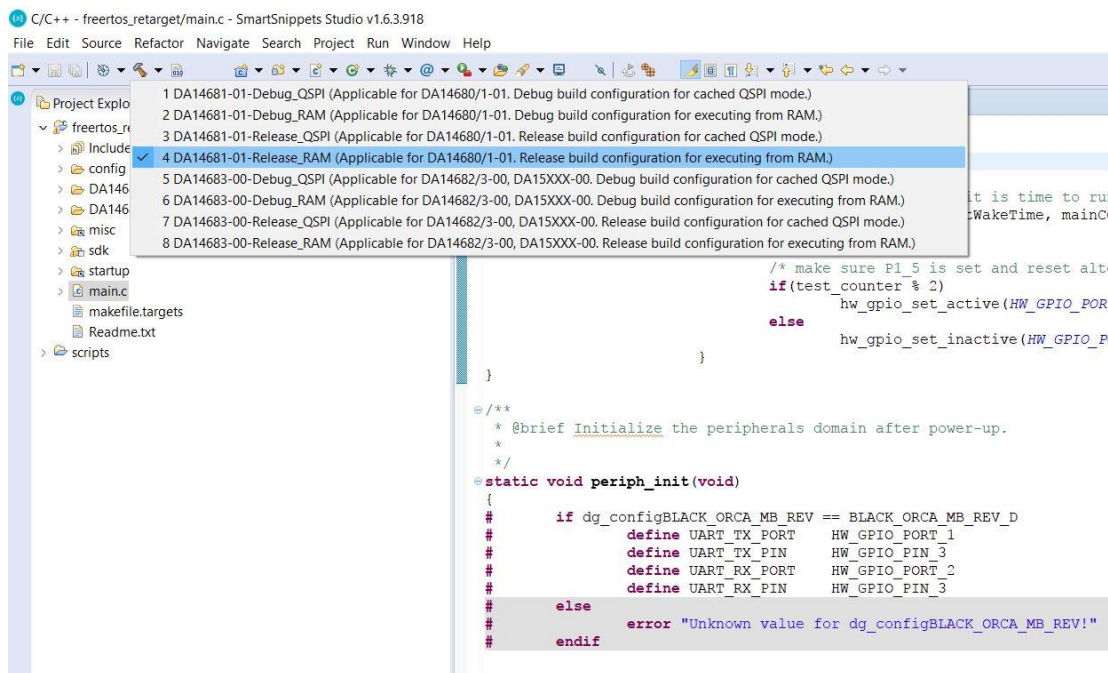 C/C++ - freertos_retarget/main.c - SmartSnippets Studio v1.6.3.918
File Edit Source Refactor Navigate Search Project Run Window Help
Project Explo
freertos_re
Include
config
DA146
DA146
misc
sdk
startup
main.c
makefile.targets
Readme.txt
scripts
1 DA14681-01-Debug_QSPI (Applicable for DA14680/1-01. Debug build configuration for cached QSPI mode.)
2 DA14681-01-Debug_RAM (Applicable for DA14680/1-01. Debug build configuration for executing from RAM.)
3 DA14681-01-Release_QSPI (Applicable for DA14680/1-01. Release build configuration for cached QSPI mode.)
4 DA14681-01-Release_RAM (Applicable for DA14680/1-01. Release build configuration for executing from RAM.)
5 DA14683-00-Debug_QSPI (Applicable for DA14682/3-00, DA15XXX-00. Debug build configuration for cached QSPI mode.)
6 DA14683-00-Debug_RAM (Applicable for DA14682/3-00, DA15XXX-00. Debug build configuration for executing from RAM.)
7 DA14683-00-Release_QSPI (Applicable for DA14682/3-00, DA15XXX-00. Release build configuration for cached QSPI mode.)
8 DA14683-00-Release_RAM (Applicable for DA14682/3-00, DA15XXX-00. Release build configuration for executing from RAM.)
it is time to ru
WakeTime, mainC
/* make sure P1_5 is set and reset alte
if(test_counter % 2)
hw_gpio_set_active(HW_GPIO_POR
else
hw_gpio_set_inactive(HW_GPIO_P
}
}
/**
* @brief Initialize the peripherals domain after power-up.
*
*/
static void periph_init(void)
{
# if dg_configBLACK_ORCA_MB_REV == BLACK_ORCA_MB_REV_D
# define UART_TX_PORT HW_GPIO_PORT_1
# define UART_TX_PIN HW_GPIO_PIN_3
# define UART_RX_PORT HW_GPIO_PORT_2
# define UART_RX_PIN HW_GPIO_PIN_3
# else
# error "Unknown value for dg_configBLACK_ORCA_MB_REV!"
# endif